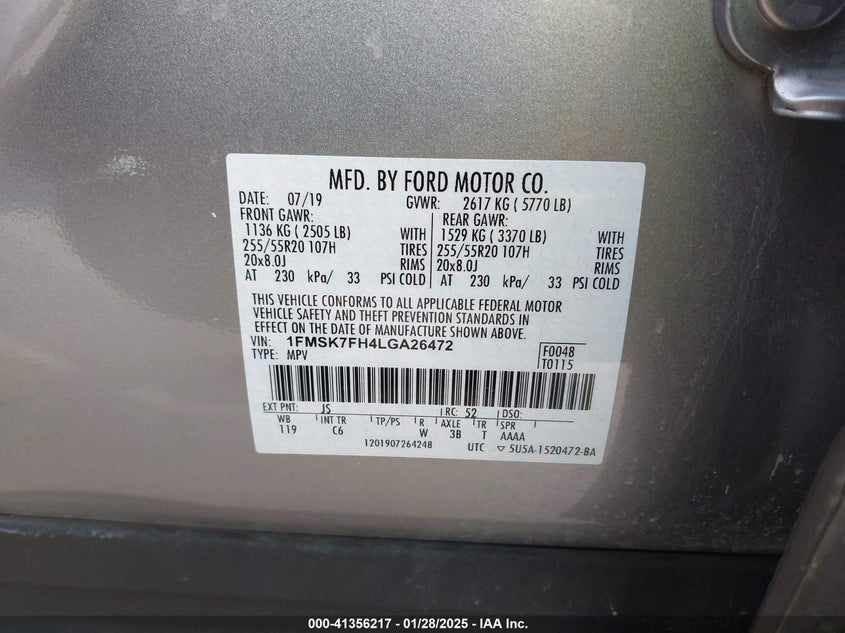 MFD. BY FORD MOTOR CO.
DATE: 07/19 GVWR: 2617 KG ( 5770 LB)
FRONT GAWR: REAR GAWR:
1136 KG ( 2505 LB) WITH 1529 KG ( 3370 LB) WITH
255/55R20 107H TIRES 255/55R20 107H TIRES
20x8.0J RIMS 20x8.0J RIMS
AT 230 kPa/ 33 PSI COLD AT 230 kPa/ 33 PSI COLD
THIS VEHICLE CONFORMS TO ALL APPLICABLE FEDERAL MOTOR
VEHICLE SAFETY AND THEFT PREVENTION STANDARDS IN
EFFECT ON THE DATE OF MANUFACTURE SHOWN ABOVE.
VIN: 1FMSK7FH4LGA26472 F0048
TYPE: MPV T0115
EXT PNT: JS RC: 52 DSO:
WB INT TR TP/PS R AXLE TR SPR
119 C6 W 3B T AAAA
1201907264248 UTC ▽ 5U5A-1520472-BA
000-41356217 — 01/28/2025 — IAA Inc.